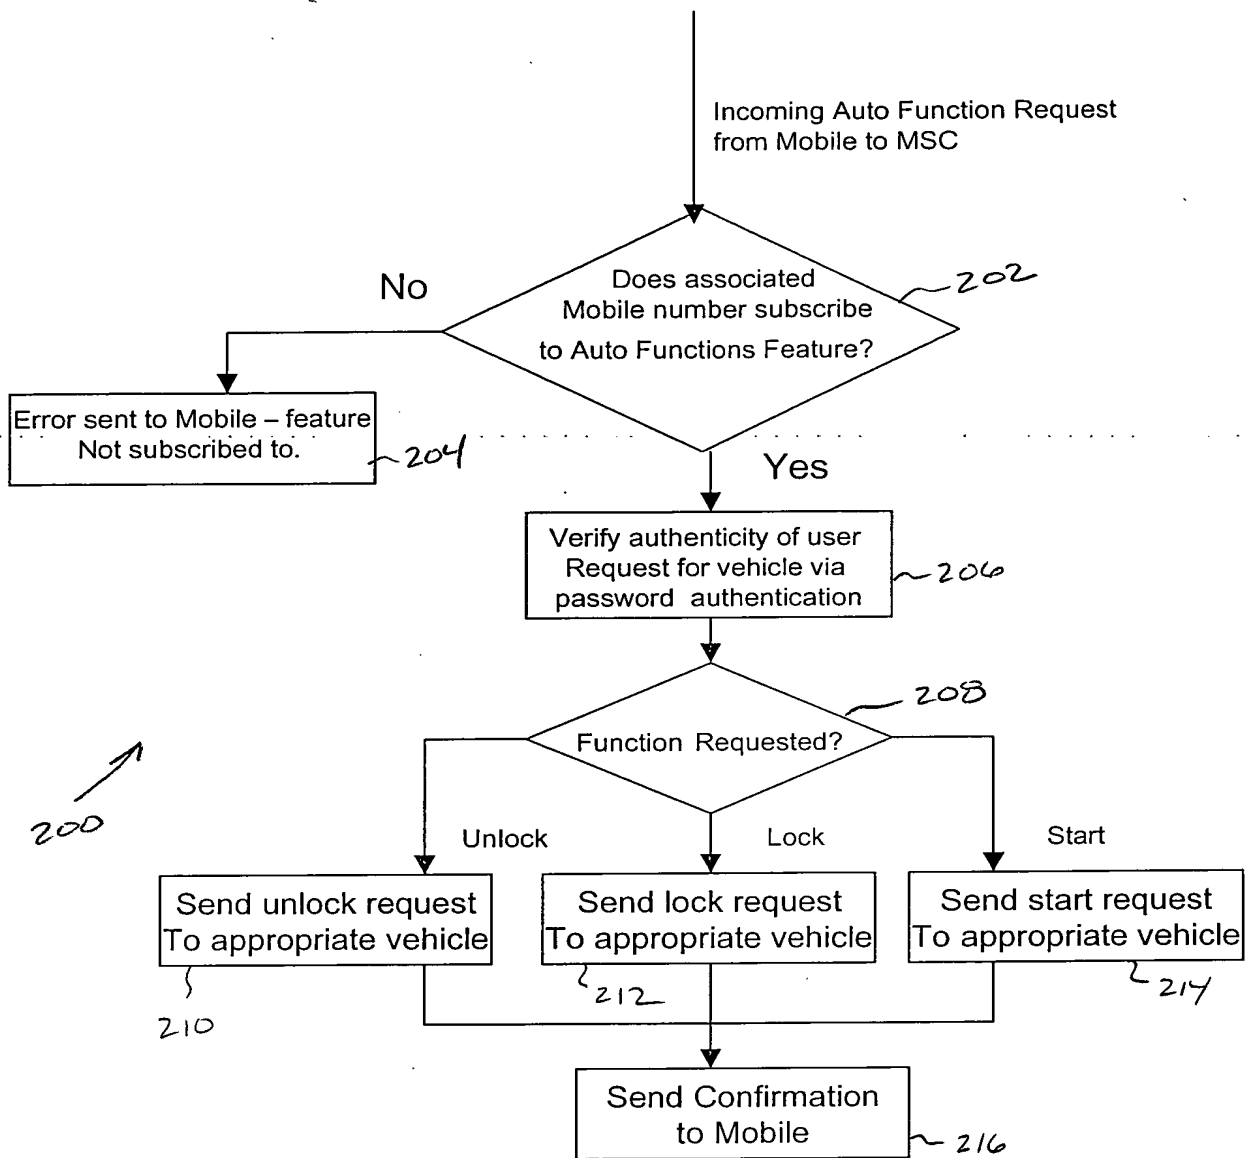 Incoming Auto Function Request
from Mobile to MSC
No
Does associated
Mobile number subscribe
to Auto Functions Feature?
202
Error sent to Mobile – feature
Not subscribed to.
204
Yes
Verify authenticity of user
Request for vehicle via
password authentication
206
208
Function Requested?
200
Unlock
Lock
Start
Send unlock request
To appropriate vehicle
Send lock request
To appropriate vehicle
Send start request
To appropriate vehicle
210
212
214
Send Confirmation
to Mobile
216